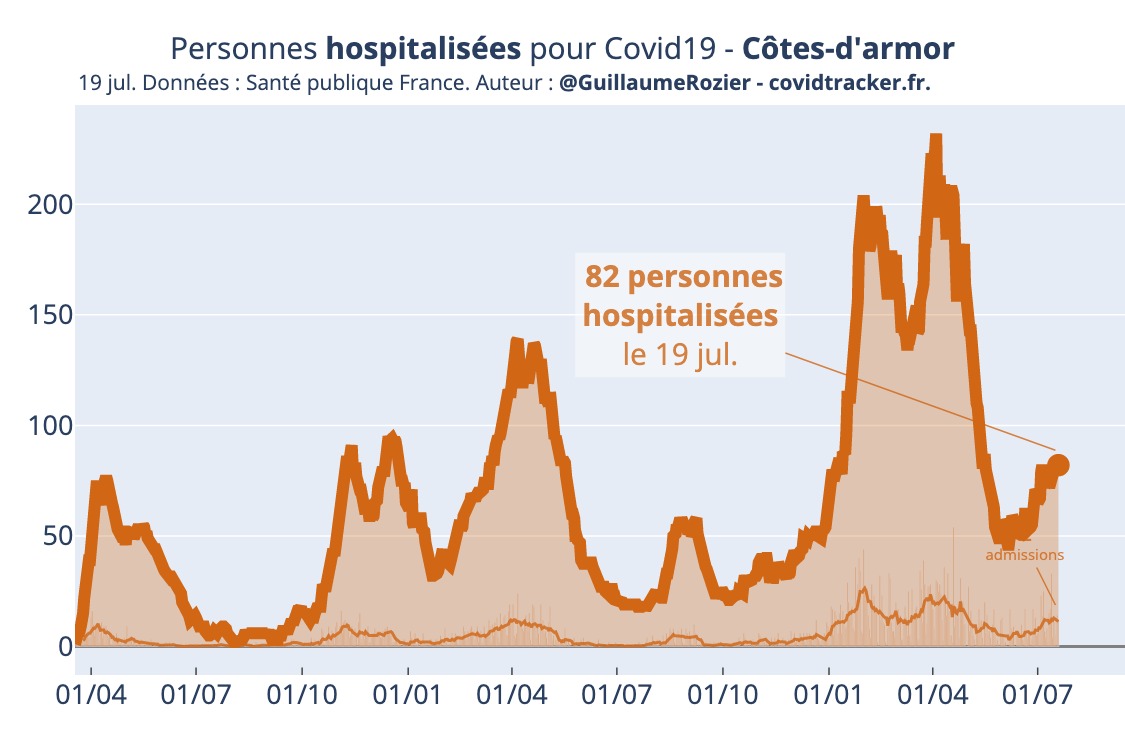 Personnes hospitalisées pour Covid19 - Côtes-d'armor
19 jul. Données : Santé publique France. Auteur : @GuillaumeRozier - covidtracker.fr.
200
150
100
50
0
82 personnes
hospitalisées
le 19 jul.
admissions
01/04 01/07 01/10 01/01 01/04 01/07 01/10 01/01 01/04 01/07